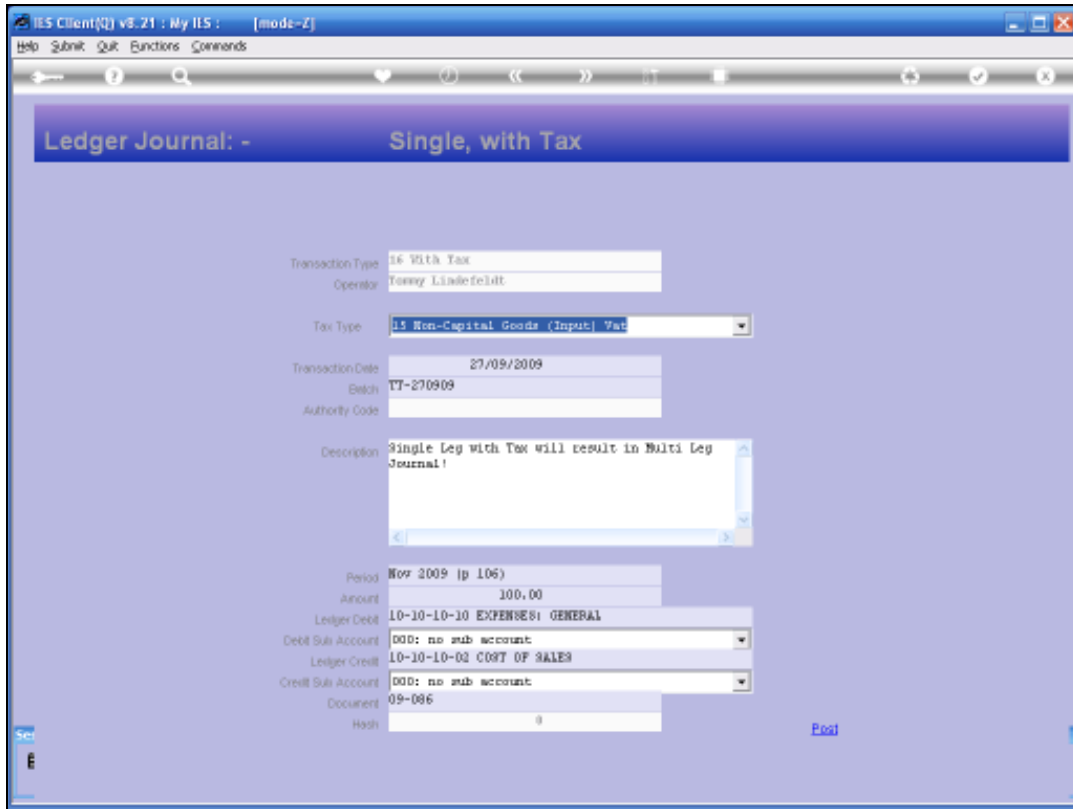 IES Client(Q) v8.21 : My IES : [mode-Z]
Help Submit Quit Functions Commands
Ledger Journal: - Single, with Tax
Transaction Type 16 With Tax
Operator Tommy Lindefeldt
Tax Type 15 Non-Capital Goods (Input) Vat
Transaction Date 27/09/2009
Batch TT-270909
Authority Code
Description Single Leg with Tax will result in Multi Leg
Journal!
Period Nov 2009 (p 106)
Amount 100.00
Ledger Debit 10-10-10-10 EXPENSES: GENERAL
Debit Sub Account 000: no sub account
Ledger Credit 10-10-10-02 COST OF SALES
Credit Sub Account 000: no sub account
Document 09-086
Hash 0
Post